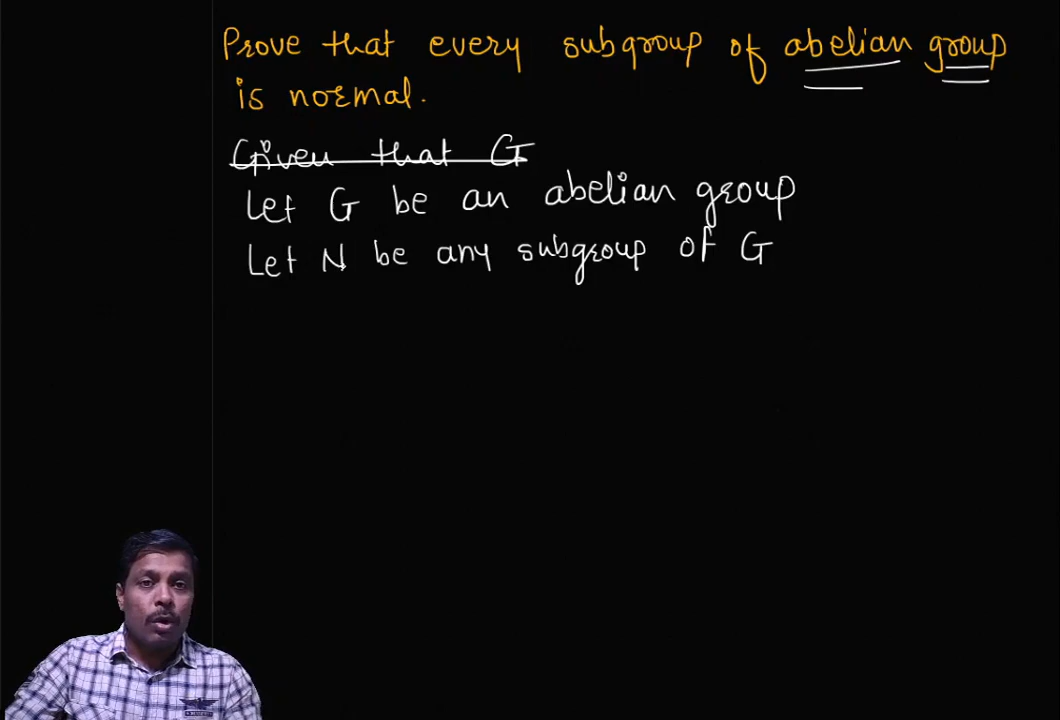 Prove that every subgroup of abelian group
is normal.
Given that G
Let G be an abelian group
Let N be any subgroup of G